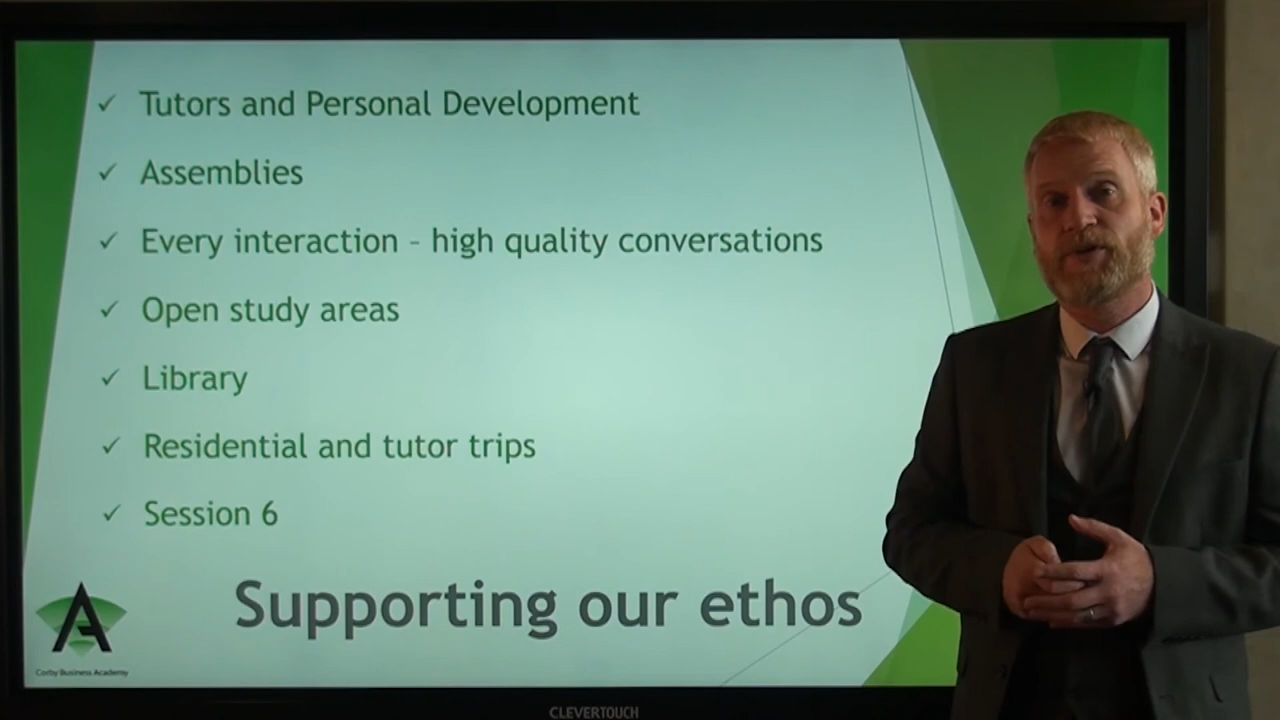 ✓ Tutors and Personal Development
✓ Assemblies
✓ Every interaction – high quality conversations
✓ Open study areas
✓ Library
✓ Residential and tutor trips
✓ Session 6
Supporting our ethos
Corby Business Academy
CLEVERTOUCH